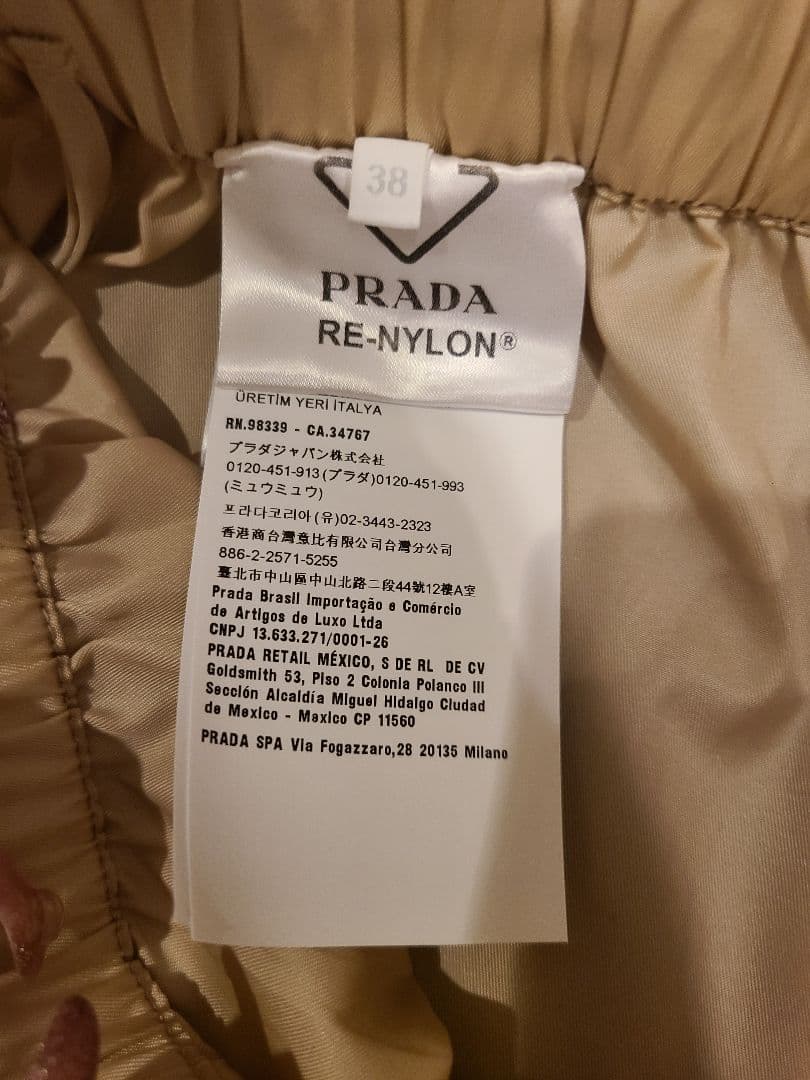 38
PRADA
RE-NYLON®
ÜRETİM YERİ İTALYA
RN.98339 - CA.34767
プラダジャパン株式会社
0120-451-913(プラダ)0120-451-993
(ミュウミュウ)
프라다코리아(유)02-3443-2323
香港商台灣意比有限公司台灣分公司
886-2-2571-5255
臺北市中山區中山北路二段44號12樓A室
Prada Brasil Importação e Comércio
de Artigos de Luxo Ltda
CNPJ 13.633.271/0001-26
PRADA RETAIL MÉXICO, S DE RL DE CV
Goldsmith 53, Piso 2 Colonia Polanco III
Sección Alcaldía Miguel Hidalgo Ciudad
de Mexico - Mexico CP 11560
PRADA SPA Via Fogazzaro,28 20135 Milano